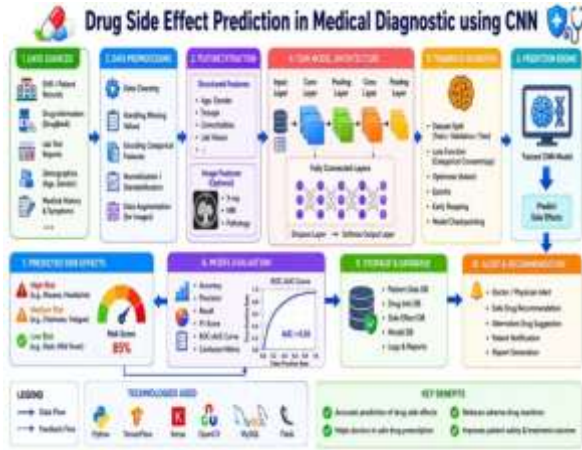 Drug Side Effect Prediction in Medical Diagnostic using CNN
1. DATA SOURCES
EHR / Patient
Records
Drug Information
(DrugBank)
Lab Test
Reports
Demographics
(Age, Gender)
Medical History
& Symptoms
2. DATA PREPROCESSING
Data Cleaning
Handling Missing
Values
Encoding Categorical
Features
Normalization /
Standardization
Data Augmentation
(for Images)
3. FEATURE EXTRACTION
Structured Features
Age, Gender
Dosage
Comorbidities
Lab Values
Image Features
(Optional)
X-ray
MRI
Pathology
4. CNN MODEL ARCHITECTURE
Input
Layer
Conv
Layer
Pooling
Layer
Conv
Layer
Pooling
Layer
Fully Connected Layers
Dropout Layer → Softmax Output Layer
Dataset Split
(Train / Validation / Test)
Loss Function
(Categorical Crossentropy)
Optimizer (Adam)
Epochs
Early Stopping
Model Checkpointing
6. PREDICTION ENGINE
Trained CNN Model
Predict
Side Effects
7. PREDICTED SIDE EFFECTS
High Risk
(e.g. Nausea, Headache)
Medium Risk
(e.g. Dizziness, Fatigue)
Low Risk
(e.g. Rash, Mild Fever)
Risk Score
85%
8. MODEL EVALUATION
Accuracy
Precision
Recall
F1 Score
ROC-AUC Curve
Confusion Matrix
ROC-AUC Curve
False Positive Rate
9. STORAGE & DATABASE
Patient Data DB
Drug Info DB
Side Effect DB
Model DB
Logs & Reports
10. ALERT & RECOMMENDATION
Doctor / Physician Alert
Safe Drug Recommendation
Alternative Drug Suggestion
Patient Notification
Report Generation
LEGEND
Data Flow
Feedback Flow
TECHNOLOGIES USED
Python
TensorFlow
Keras
OpenCV
MySQL
Flask
KEY BENEFITS
Accurate prediction of drug side effects
Reduces adverse drug reactions
Helps doctors in safe drug prescription
Improves patient safety & treatment outcomes